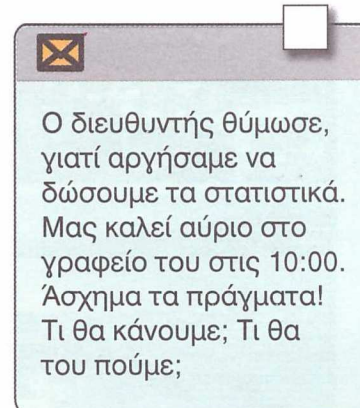 Ο διευθυντής θύμωσε,
γιατί αργήσαμε να
δώσουμε τα στατιστικά.
Μας καλεί αύριο στο
γραφείο του στις 10:00.
Άσχημα τα πράγματα!
Τι θα κάνουμε; Τι θα
του πούμε;